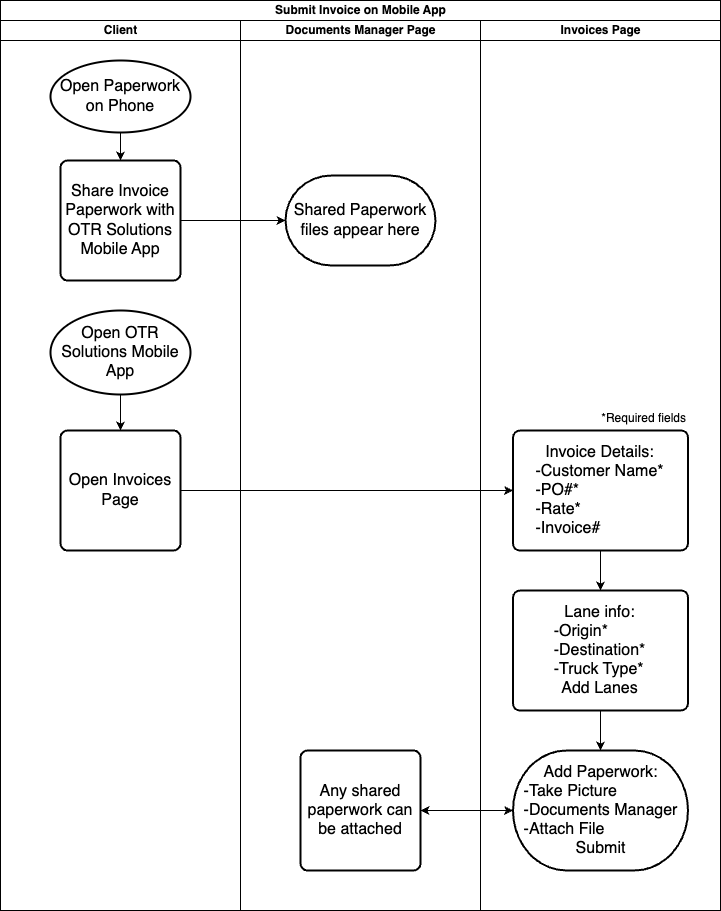 Submit Invoice on Mobile App
Client
Documents Manager Page
Invoices Page
Open Paperwork
on Phone
Share Invoice
Paperwork with
OTR Solutions
Mobile App
Shared Paperwork
files appear here
Open OTR
Solutions Mobile
App
Open Invoices
Page
*Required fields
Invoice Details:
-Customer Name*
-PO#*
-Rate*
-Invoice#
Lane info:
-Origin*
-Destination*
-Truck Type*
Add Lanes
Any shared
paperwork can
be attached
Add Paperwork:
-Take Picture
-Documents Manager
-Attach File
Submit